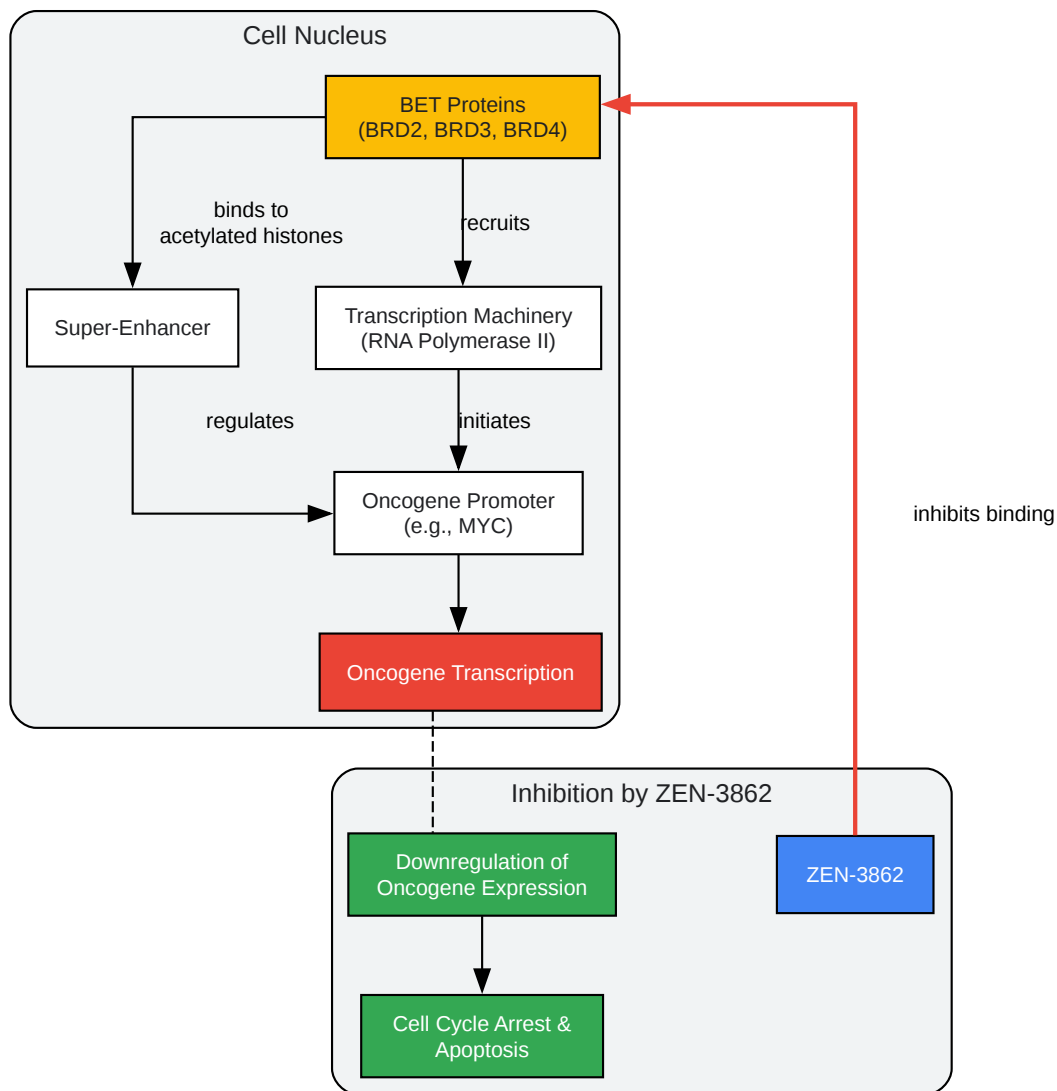 Cell Nucleus
BET Proteins
(BRD2, BRD3, BRD4)
binds to
acetylated histones
recruits
Super-Enhancer
Transcription Machinery
(RNA Polymerase II)
regulates
initiates
Oncogene Promoter
(e.g., MYC)
inhibits binding
Oncogene Transcription
Inhibition by ZEN-3862
Downregulation of
Oncogene Expression
ZEN-3862
Cell Cycle Arrest &
Apoptosis